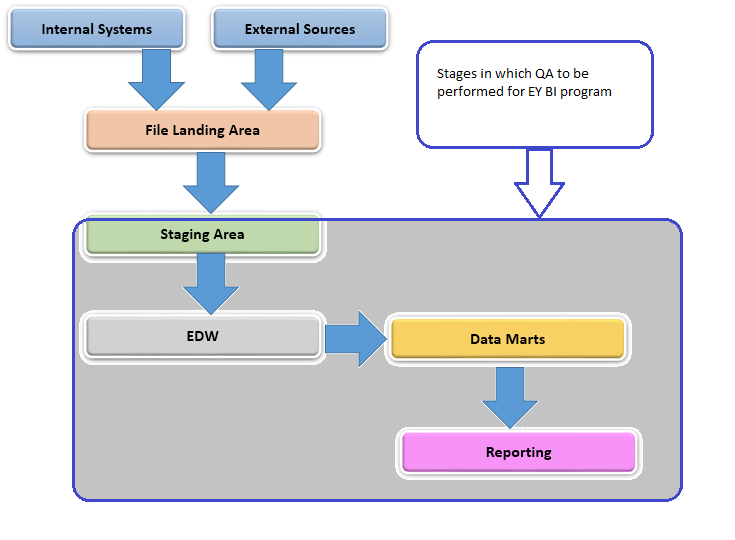 Internal Systems
External Sources
Stages in which QA to be
performed for EY BI program
File Landing Area
Staging Area
EDW
Data Marts
Reporting